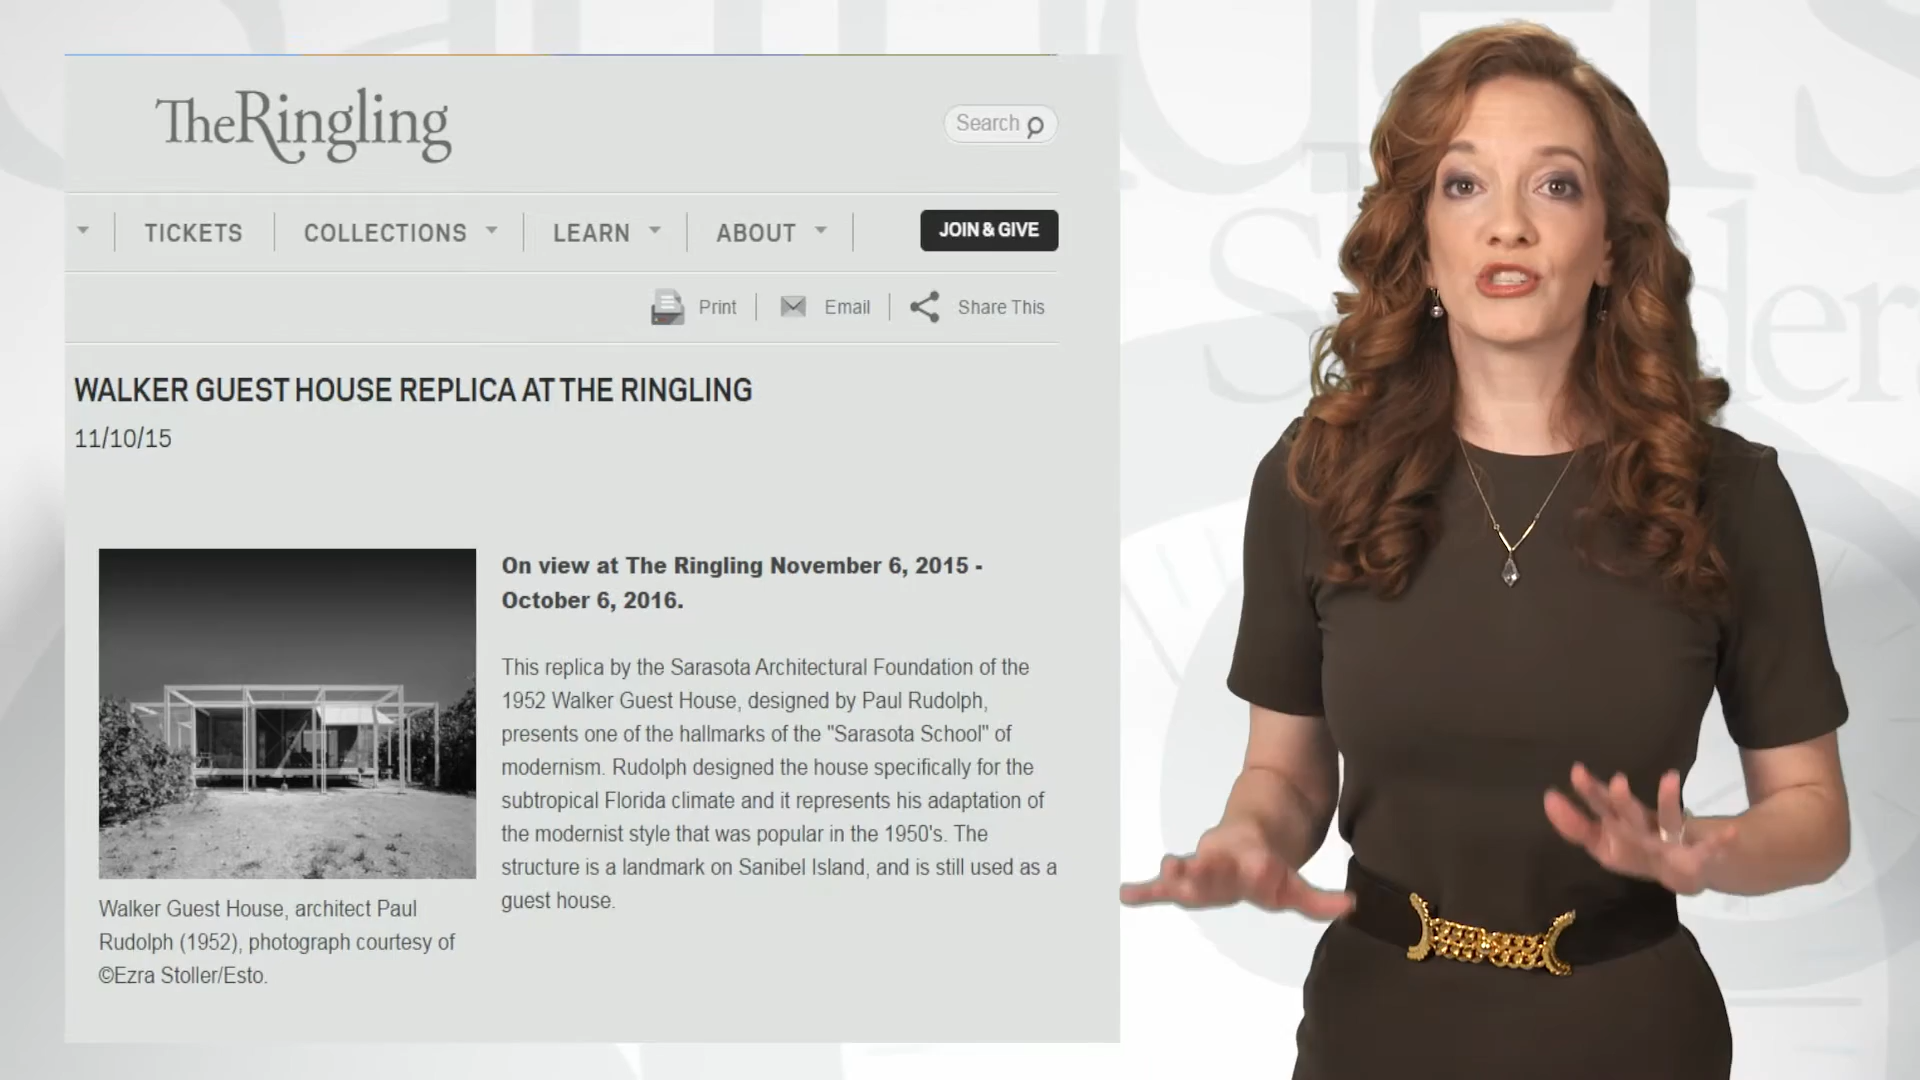 TheRingling
Search
TICKETS
COLLECTIONS
LEARN
ABOUT
JOIN & GIVE
Print
Email
Share This
WALKER GUEST HOUSE REPLICA AT THE RINGLING
11/10/15
On view at The Ringling November 6, 2015 -
October 6, 2016.
This replica by the Sarasota Architectural Foundation of the
1952 Walker Guest House, designed by Paul Rudolph,
presents one of the hallmarks of the "Sarasota School" of
modernism. Rudolph designed the house specifically for the
subtropical Florida climate and it represents his adaptation of
the modernist style that was popular in the 1950's. The
structure is a landmark on Sanibel Island, and is still used as a
guest house.
Walker Guest House, architect Paul
Rudolph (1952), photograph courtesy of
©Ezra Stoller/Esto.